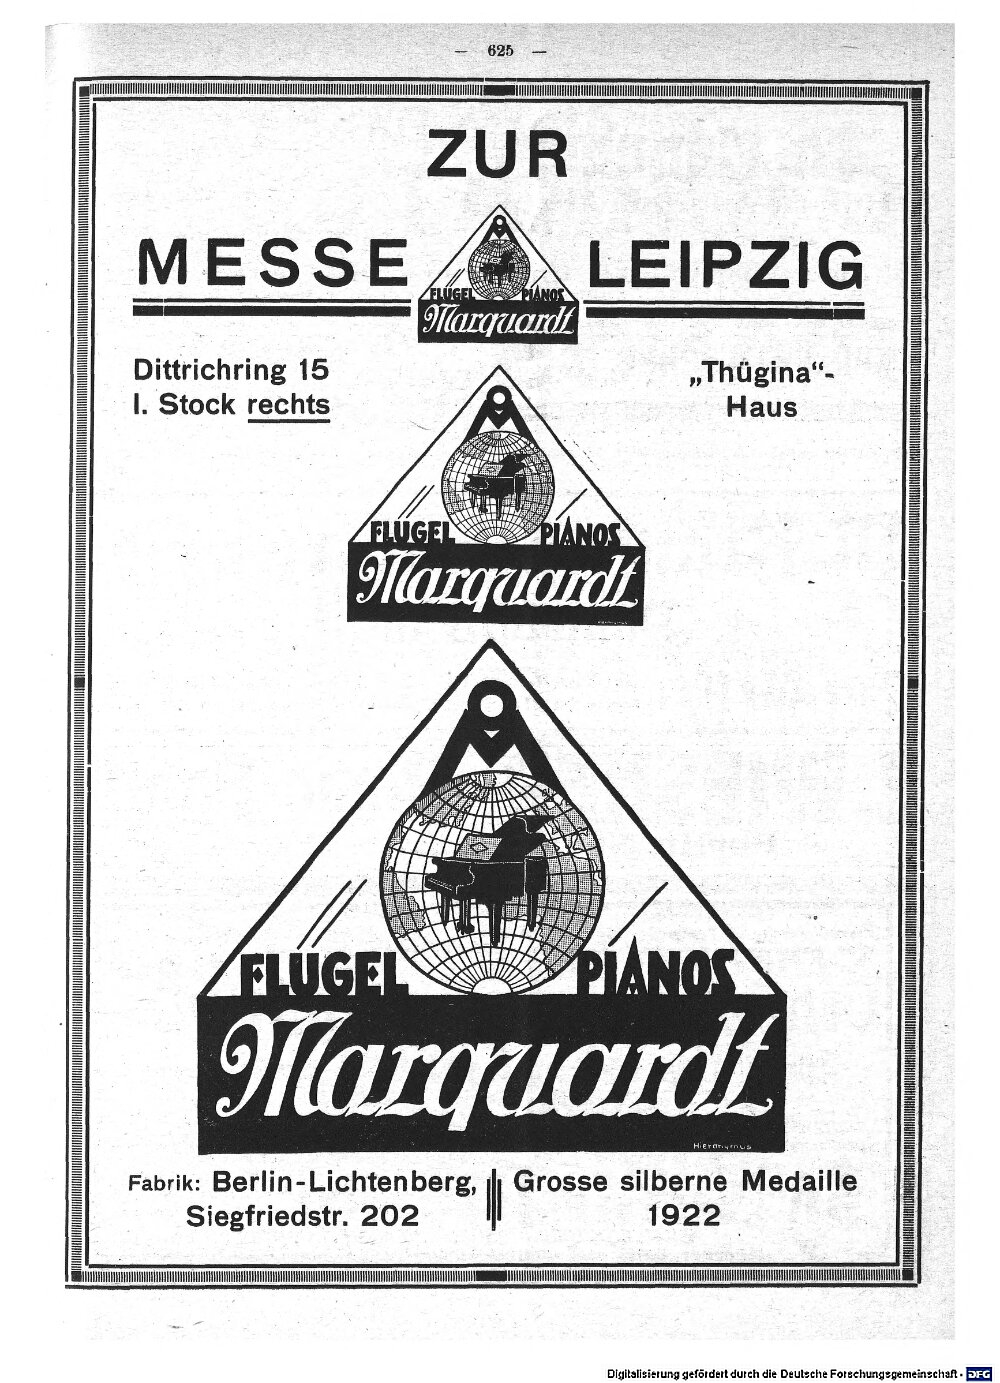 — 625 —
ZUR
MESSE LEIPZIG
FLÜGEL PIANOS
Marquardt
Dittrichring 15
I. Stock rechts
„Thügina“-
Haus
FLÜGEL PIANOS
Marquardt
FLÜGEL PIANOS
Marquardt
Hieronymus
Fabrik: Berlin-Lichtenberg,
Siegfriedstr. 202
Grosse silberne Medaille
1922
Digitalisierung gefördert durch die Deutsche Forschungsgemeinschaft - DFG